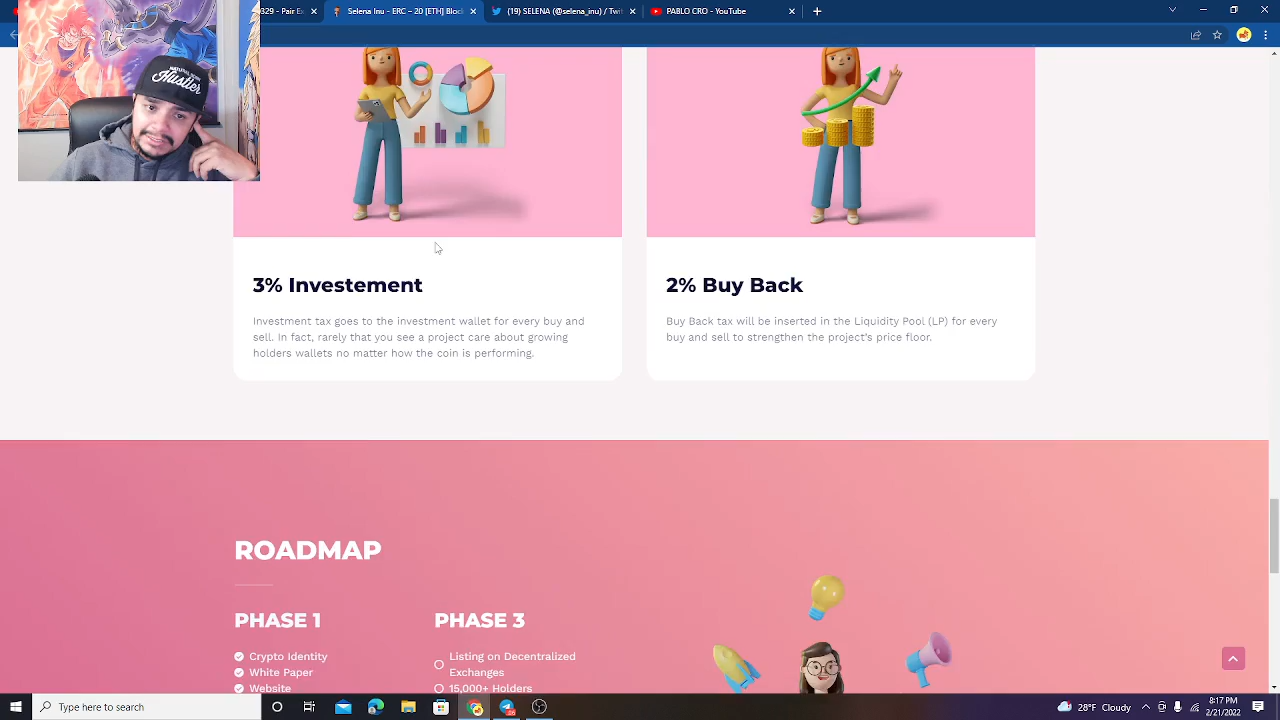 329 - Pair Ex
SELENA INU - ERC - 20 [ETH] Bloc
(19) SELENA (@selena_inu) / Twit
PABLO CRO - YouTube
Hustler
3% Investement
Investment tax goes to the investment wallet for every buy and
sell. In fact, rarely that you see a project care about growing
holders wallets no matter how the coin is performing.
2% Buy Back
Buy Back tax will be inserted in the Liquidity Pool (LP) for every
buy and sell to strengthen the project's price floor.
ROADMAP
PHASE 1
Crypto Identity
White Paper
Website
PHASE 3
Listing on Decentralized
Exchanges
15,000+ Holders
Type here to search
28°F Cloudy
8:17 PM
2/21/2022